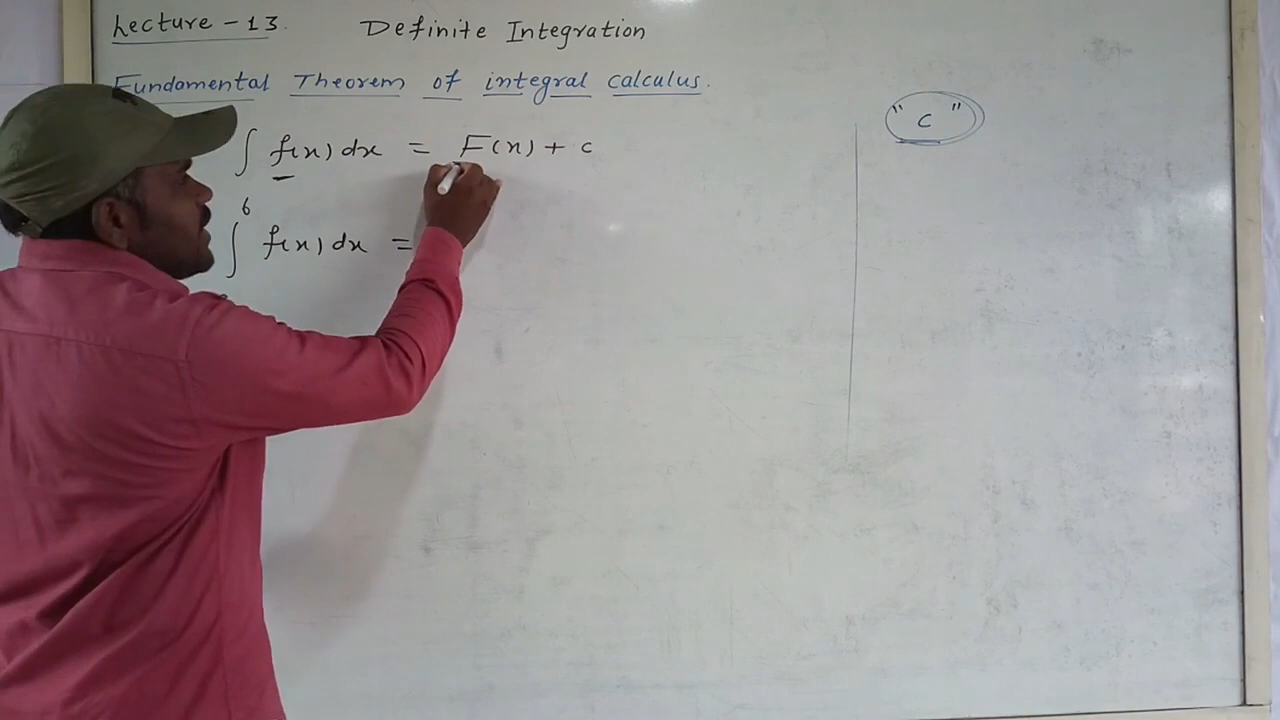 Lecture - 13. Definite Integration
Fundamental Theorem of integral calculus.
" c "
∫ f(x) dx = F(x) + c
∫ 6 f(x) dx =